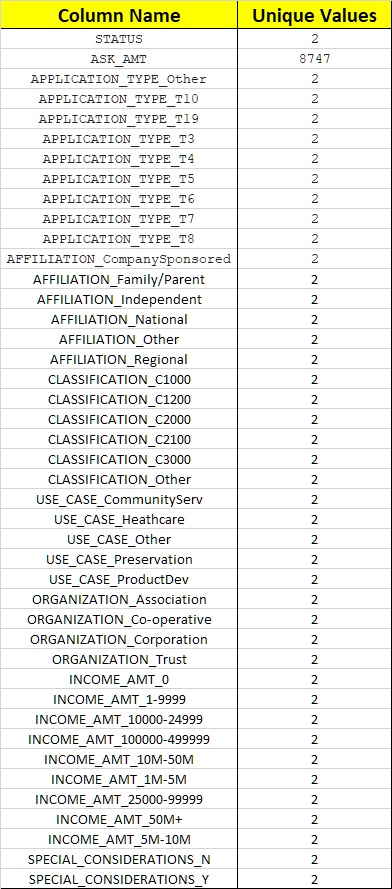 Column Name Unique Values
STATUS 2
ASK_AMT 8747
APPLICATION_TYPE_Other 2
APPLICATION_TYPE_T10 2
APPLICATION_TYPE_T19 2
APPLICATION_TYPE_T3 2
APPLICATION_TYPE_T4 2
APPLICATION_TYPE_T5 2
APPLICATION_TYPE_T6 2
APPLICATION_TYPE_T7 2
APPLICATION_TYPE_T8 2
AFFILIATION_CompanySponsored 2
AFFILIATION_Family/Parent 2
AFFILIATION_Independent 2
AFFILIATION_National 2
AFFILIATION_Other 2
AFFILIATION_Regional 2
CLASSIFICATION_C1000 2
CLASSIFICATION_C1200 2
CLASSIFICATION_C2000 2
CLASSIFICATION_C2100 2
CLASSIFICATION_C3000 2
CLASSIFICATION_Other 2
USE_CASE_CommunityServ 2
USE_CASE_Heathcare 2
USE_CASE_Other 2
USE_CASE_Preservation 2
USE_CASE_ProductDev 2
ORGANIZATION_Association 2
ORGANIZATION_Co-operative 2
ORGANIZATION_Corporation 2
ORGANIZATION_Trust 2
INCOME_AMT_0 2
INCOME_AMT_1-9999 2
INCOME_AMT_10000-24999 2
INCOME_AMT_100000-499999 2
INCOME_AMT_10M-50M 2
INCOME_AMT_1M-5M 2
INCOME_AMT_25000-99999 2
INCOME_AMT_50M+ 2
INCOME_AMT_5M-10M 2
SPECIAL_CONSIDERATIONS_N 2
SPECIAL_CONSIDERATIONS_Y 2